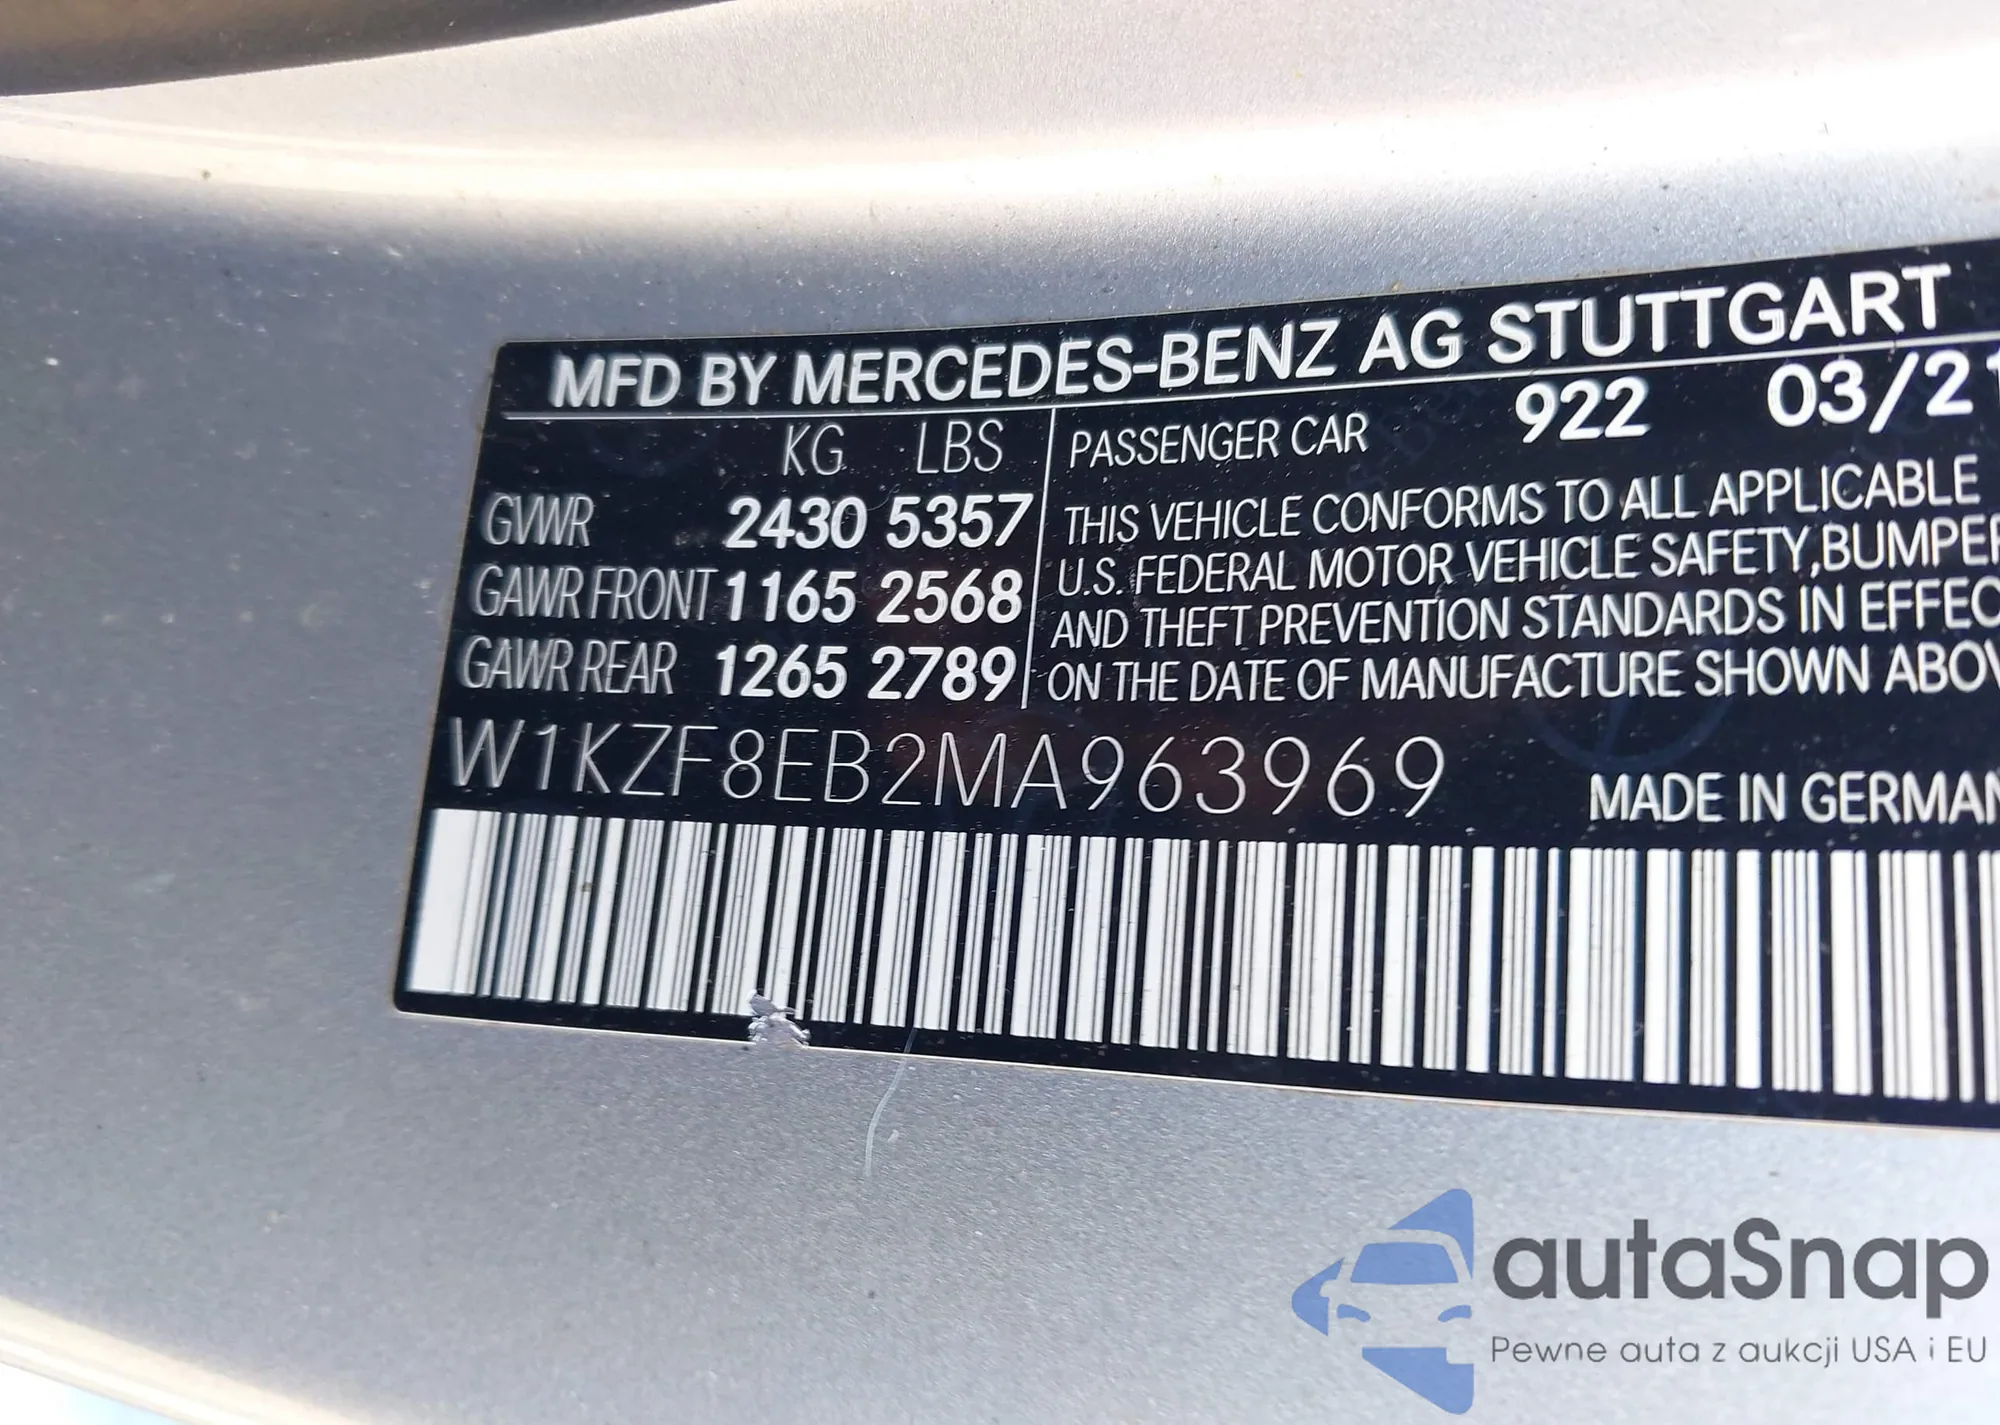 MFD BY MERCEDES-BENZ AG STUTTGART
KG LBS
GVWR 2430 5357
GAWR FRONT 1165 2568
GAWR REAR 1265 2789
PASSENGER CAR 922 03/21
THIS VEHICLE CONFORMS TO ALL APPLICABLE
U.S. FEDERAL MOTOR VEHICLE SAFETY, BUMPER
AND THEFT PREVENTION STANDARDS IN EFFEC
ON THE DATE OF MANUFACTURE SHOWN ABOV
W1KZF8EB2MA963969
MADE IN GERMAN
autaSnap
Pewne auta z aukcji USA i EU